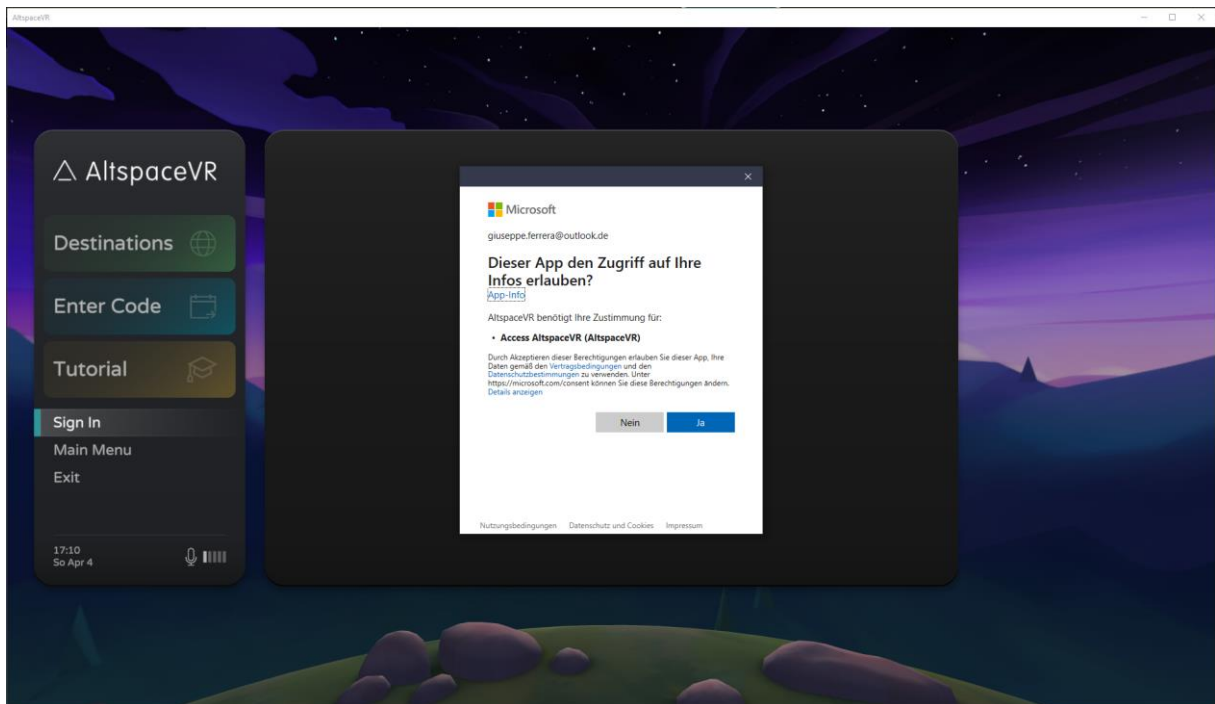 AltspaceVR
AltspaceVR
Destinations
Enter Code
Tutorial
Sign In
Main Menu
Exit
17:10
So Apr 4
Microsoft
giuseppe.ferrera@outlook.de
Dieser App den Zugriff auf Ihre
Infos erlauben?
App-Info
AltspaceVR benötigt Ihre Zustimmung für:
• Access AltspaceVR (AltspaceVR)
Durch Akzeptieren dieser Berechtigungen erlauben Sie dieser App, Ihre
Daten gemäß den Vertragsbedingungen und den
Datenschutzbestimmungen zu verwenden. Unter
https://microsoft.com/consent können Sie diese Berechtigungen ändern.
Details anzeigen
Nein Ja
Nutzungsbedingungen Datenschutz und Cookies Impressum